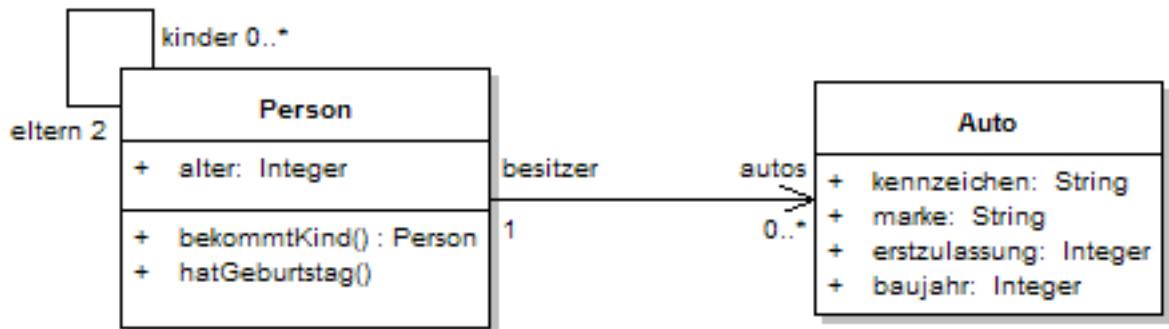 kinder 0..*
eltern 2
Person
+ alter: Integer
+ bekommtKind() : Person
+ hatGeburtstag()
besitzer
1
autos
0..*
Auto
+ kennzeichen: String
+ marke: String
+ erstzulassung: Integer
+ baujahr: Integer